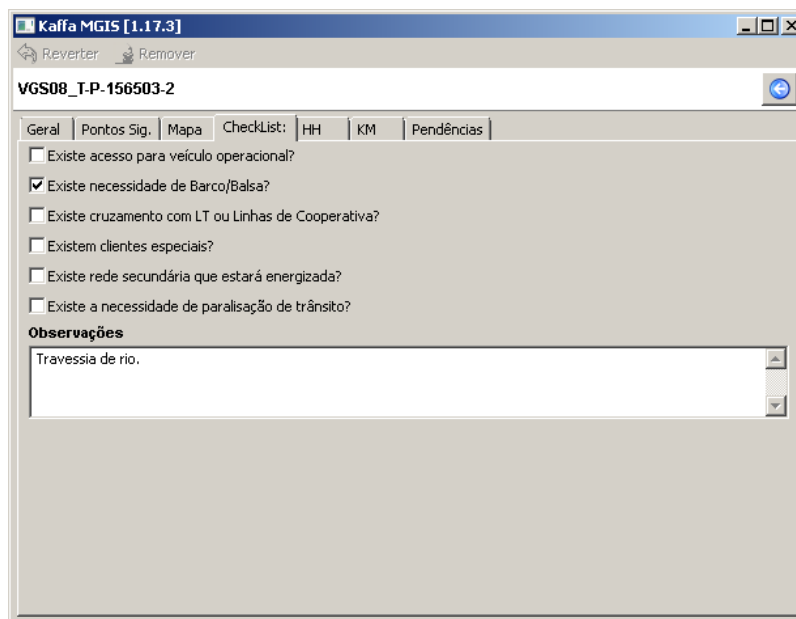 Kaffa MGIS [1.17.3]
Reverter Remover
VGS08_T-P-156503-2
Geral Pontos Sig. Mapa CheckList: HH KM Pendências
Existe acesso para veículo operacional?
Existe necessidade de Barco/Balsa?
Existe cruzamento com LT ou Linhas de Cooperativa?
Existem clientes especiais?
Existe rede secundária que estará energizada?
Existe a necessidade de paralisação de trânsito?
Observações
Travessia de rio.